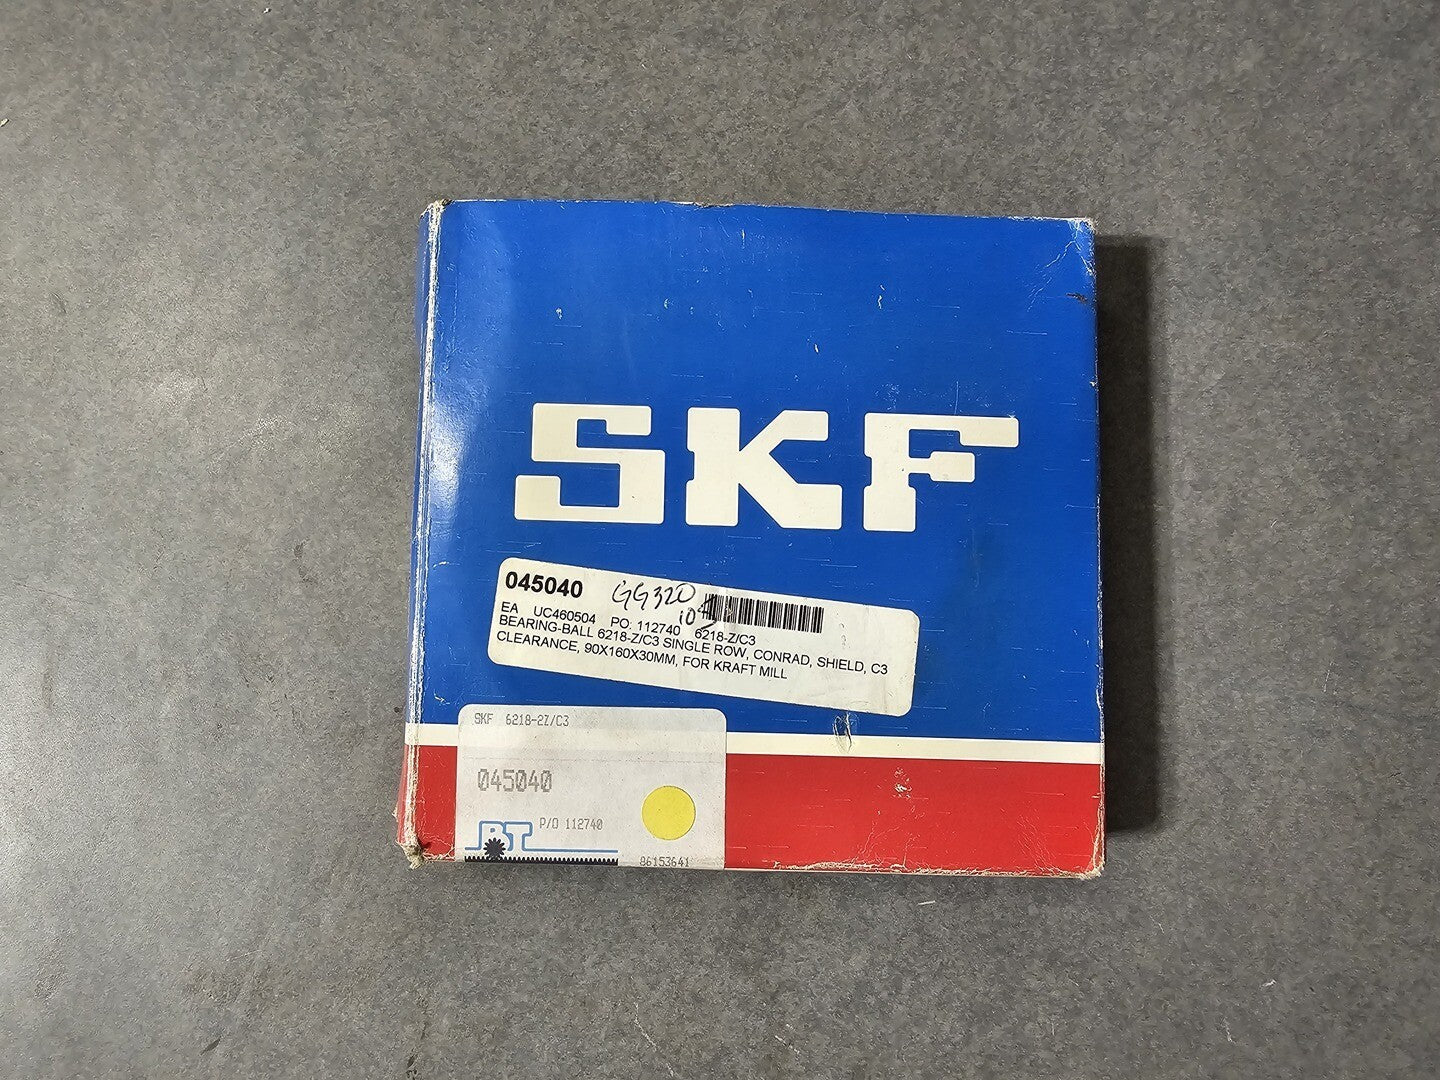 SKF
045040 GG320
EA UC460504 PO: 112740 6218-Z/C3
BEARING-BALL 6218-Z/C3 SINGLE ROW, CONRAD, SHIELD, C3
CLEARANCE, 90X160X30MM, FOR KRAFT MILL
SKF 6218-2Z/C3
045040
BT P/O 112740
86153641